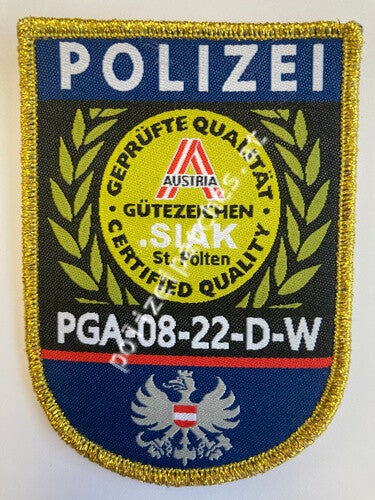 POLIZEI
· GEPRÜFTE QUALITÄT ·
AUSTRIA
GÜTEZEICHEN
.SIAK
St. Pölten
CERTIFIED QUALITY
PGA-08-22-D-W